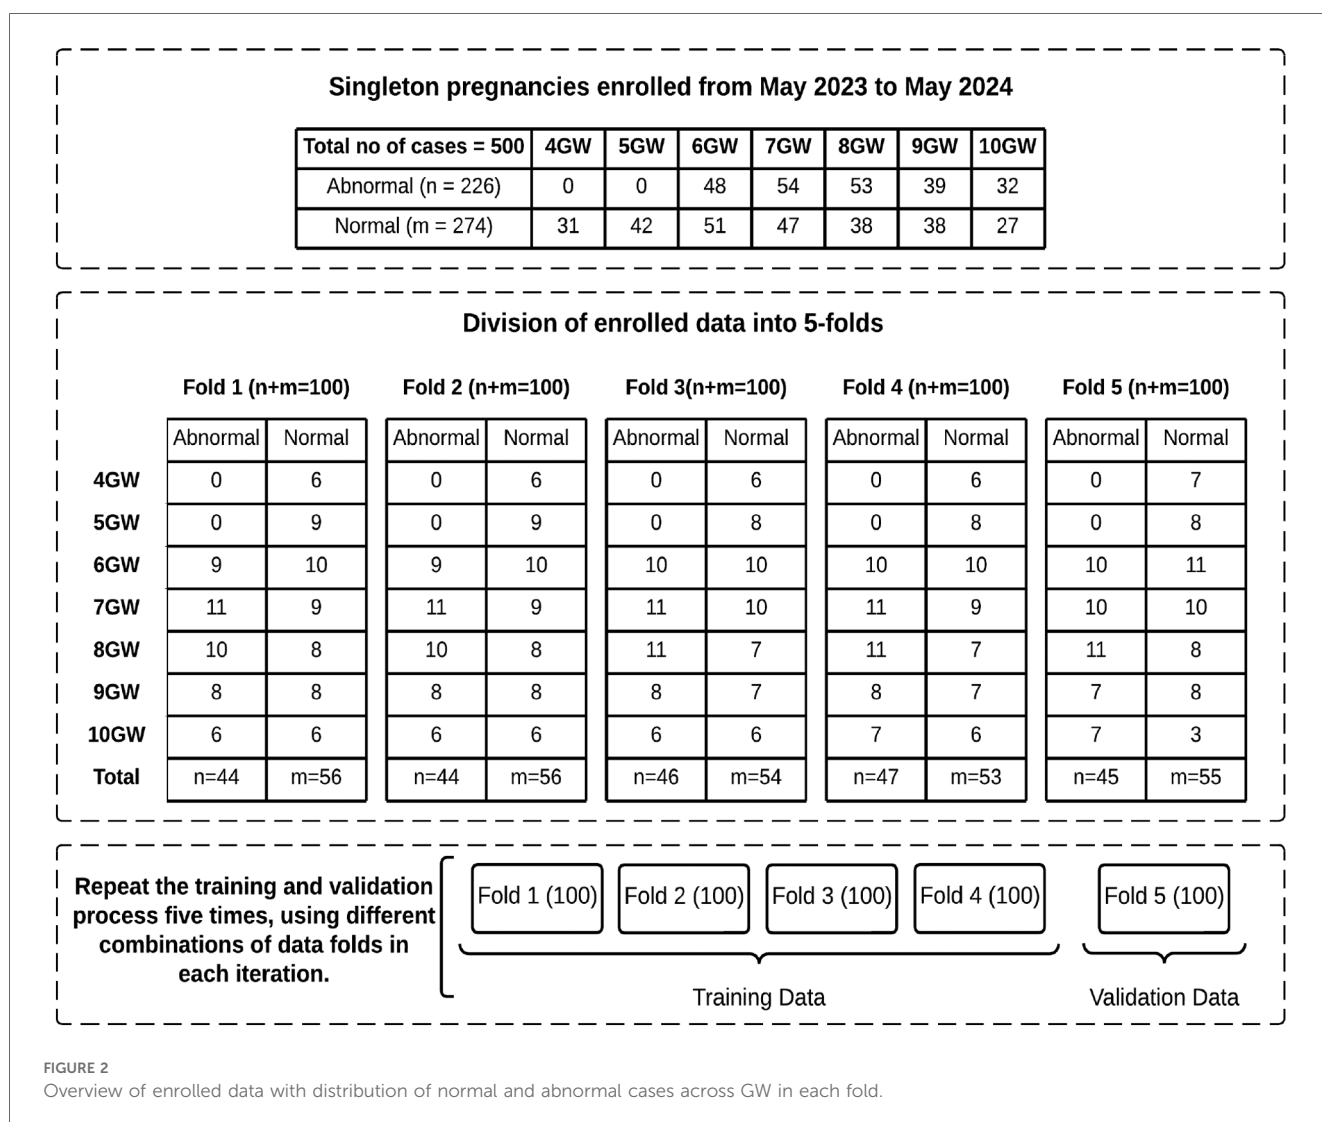 Singleton pregnancies enrolled from May 2023 to May 2024
Total no of cases = 500 4GW 5GW 6GW 7GW 8GW 9GW 10GW
Abnormal (n = 226) 0 0 48 54 53 39 32
Normal (m = 274) 31 42 51 47 38 38 27
Division of enrolled data into 5-folds
Fold 1 (n+m=100) Fold 2 (n+m=100) Fold 3(n+m=100) Fold 4 (n+m=100) Fold 5 (n+m=100)
Abnormal Normal Abnormal Normal Abnormal Normal Abnormal Normal Abnormal Normal
4GW 0 6 0 6 0 6 0 6 0 7
5GW 0 9 0 9 0 8 0 8 0 8
6GW 9 10 9 10 10 10 10 10 10 11
7GW 11 9 11 9 11 10 11 9 10 10
8GW 10 8 10 8 11 7 11 7 11 8
9GW 8 8 8 8 8 7 8 7 7 8
10GW 6 6 6 6 6 6 7 6 7 3
Total n=44 m=56 n=44 m=56 n=46 m=54 n=47 m=53 n=45 m=55
Repeat the training and validation
process five times, using different
combinations of data folds in
each iteration.
Fold 1 (100) Fold 2 (100) Fold 3 (100) Fold 4 (100) Fold 5 (100)
Training Data Validation Data
FIGURE 2
Overview of enrolled data with distribution of normal and abnormal cases across GW in each fold.